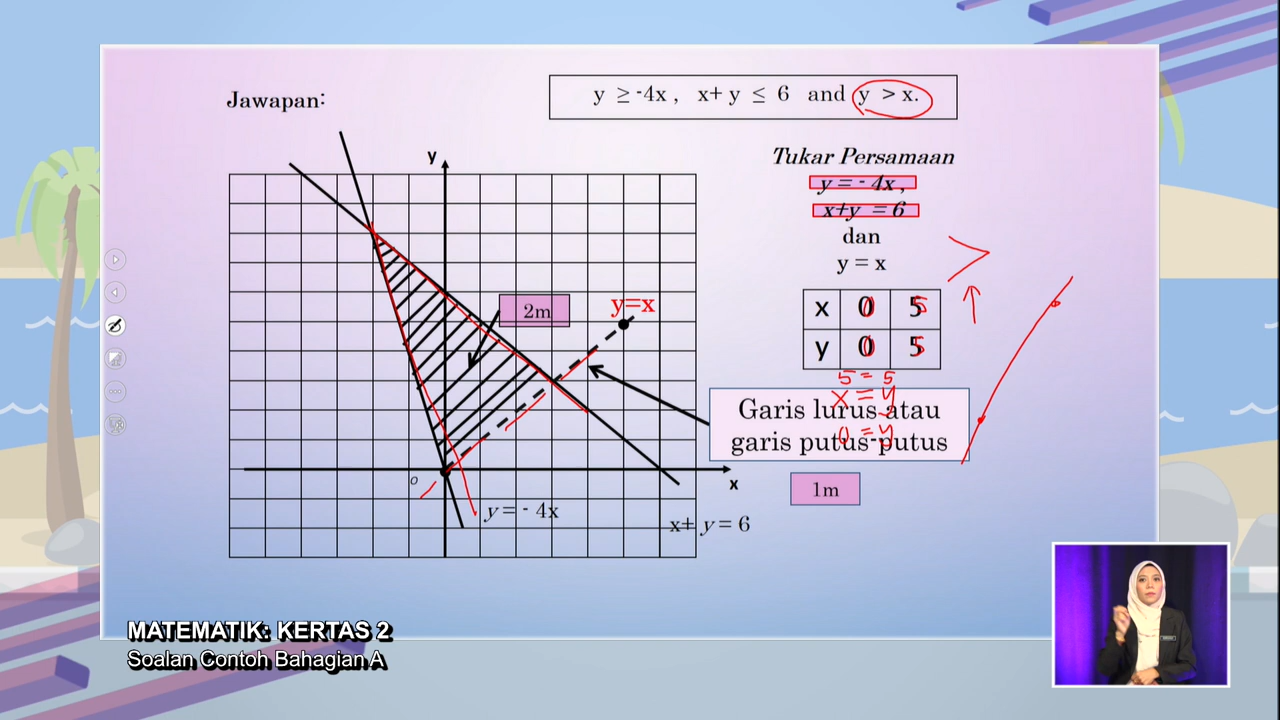 Jawapan:
y ≥ -4x , x+ y ≤ 6 and y > x.
Tukar Persamaan
y = - 4x ,
x+y = 6
dan
y = x
x 0 5
y 0 5
5 = 5
x = y
0 = y
>
↑
y
2m
y=x
Garis lurus atau
garis putus-putus
1m
o
x
y = - 4x
x+ y = 6
MATEMATIK: KERTAS 2
Soalan Contoh Bahagian A